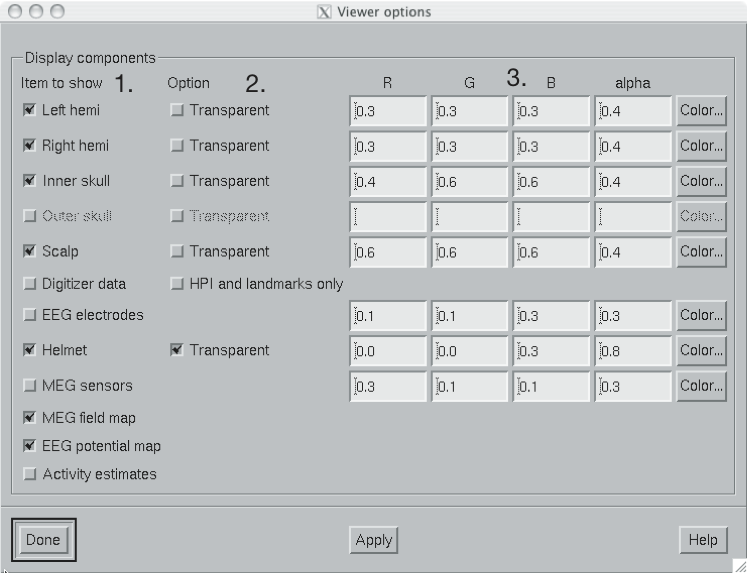 Viewer options
Display components
Item to show 1. Option 2. R G 3. B alpha
Left hemi Transparent 0.3 0.3 0.3 0.4 Color...
Right hemi Transparent 0.3 0.3 0.3 0.4 Color...
Inner skull Transparent 0.4 0.6 0.6 0.4 Color...
Outer skull Transparent Color...
Scalp Transparent 0.6 0.6 0.6 0.4 Color...
Digitizer data HPI and landmarks only
EEG electrodes 0.1 0.1 0.3 0.3 Color...
Helmet Transparent 0.0 0.0 0.3 0.8 Color...
MEG sensors 0.3 0.1 0.1 0.3 Color...
MEG field map
EEG potential map
Activity estimates
Done Apply Help